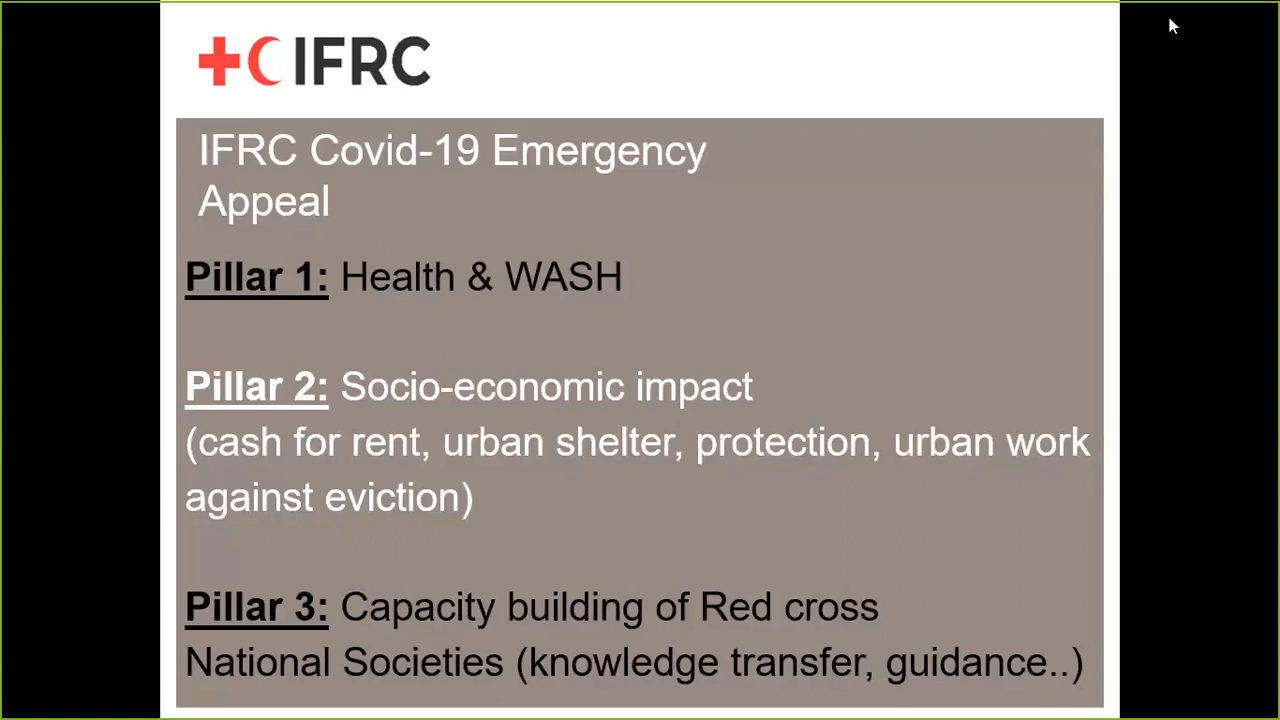 IFRC
IFRC Covid-19 Emergency
Appeal
Pillar 1: Health & WASH
Pillar 2: Socio-economic impact
(cash for rent, urban shelter, protection, urban work
against eviction)
Pillar 3: Capacity building of Red cross
National Societies (knowledge transfer, guidance..)